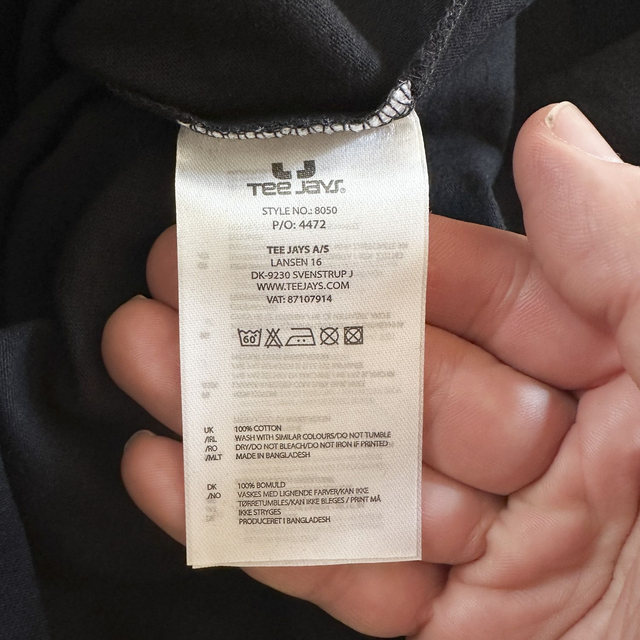 Tee Jays®
STYLE NO.: 8050
P/O: 4472
TEE JAYS A/S
LANSEN 16
DK-9230 SVENSTRUP J
WWW.TEEJAYS.COM
VAT: 87107914
60
UK 100% COTTON
/IRL WASH WITH SIMILAR COLOURS/DO NOT TUMBLE
/RO DRY/DO NOT BLEACH/DO NOT IRON IF PRINTED
/MLT MADE IN BANGLADESH
DK 100% BOMULD
/NO VASKES MED LIGNENDE FARVER/KAN IKKE
TØRRETUMBLES/KAN IKKE BLEGES / PRINT MÅ
IKKE STRYGES
PRODUCERET I BANGLADESH